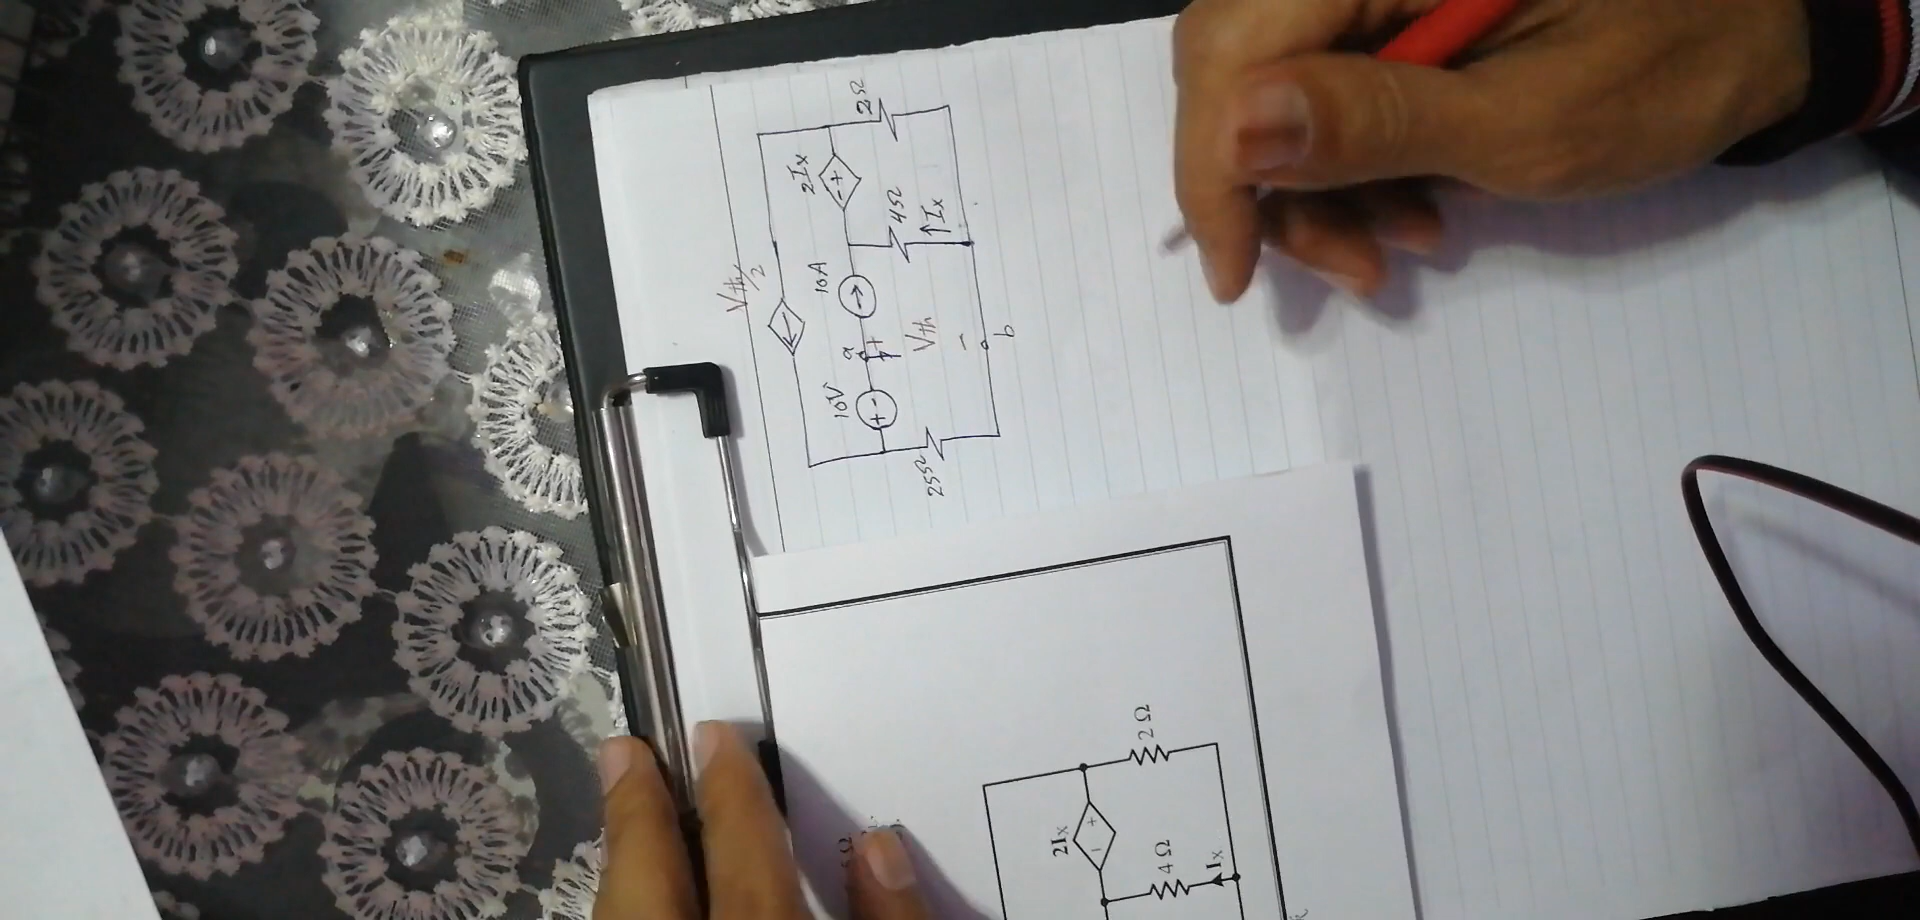 Vth/2
10V
a
10A
2Ix
+ -
+
→
- +
25Ω
Vth
4Ω
2Ω
-
↑Ix
b
2Ix
- +
4Ω
2Ω
Ix